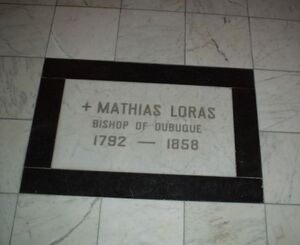 + MATHIAS LORAS
BISHOP OF DUBUQUE
1792 — 1858